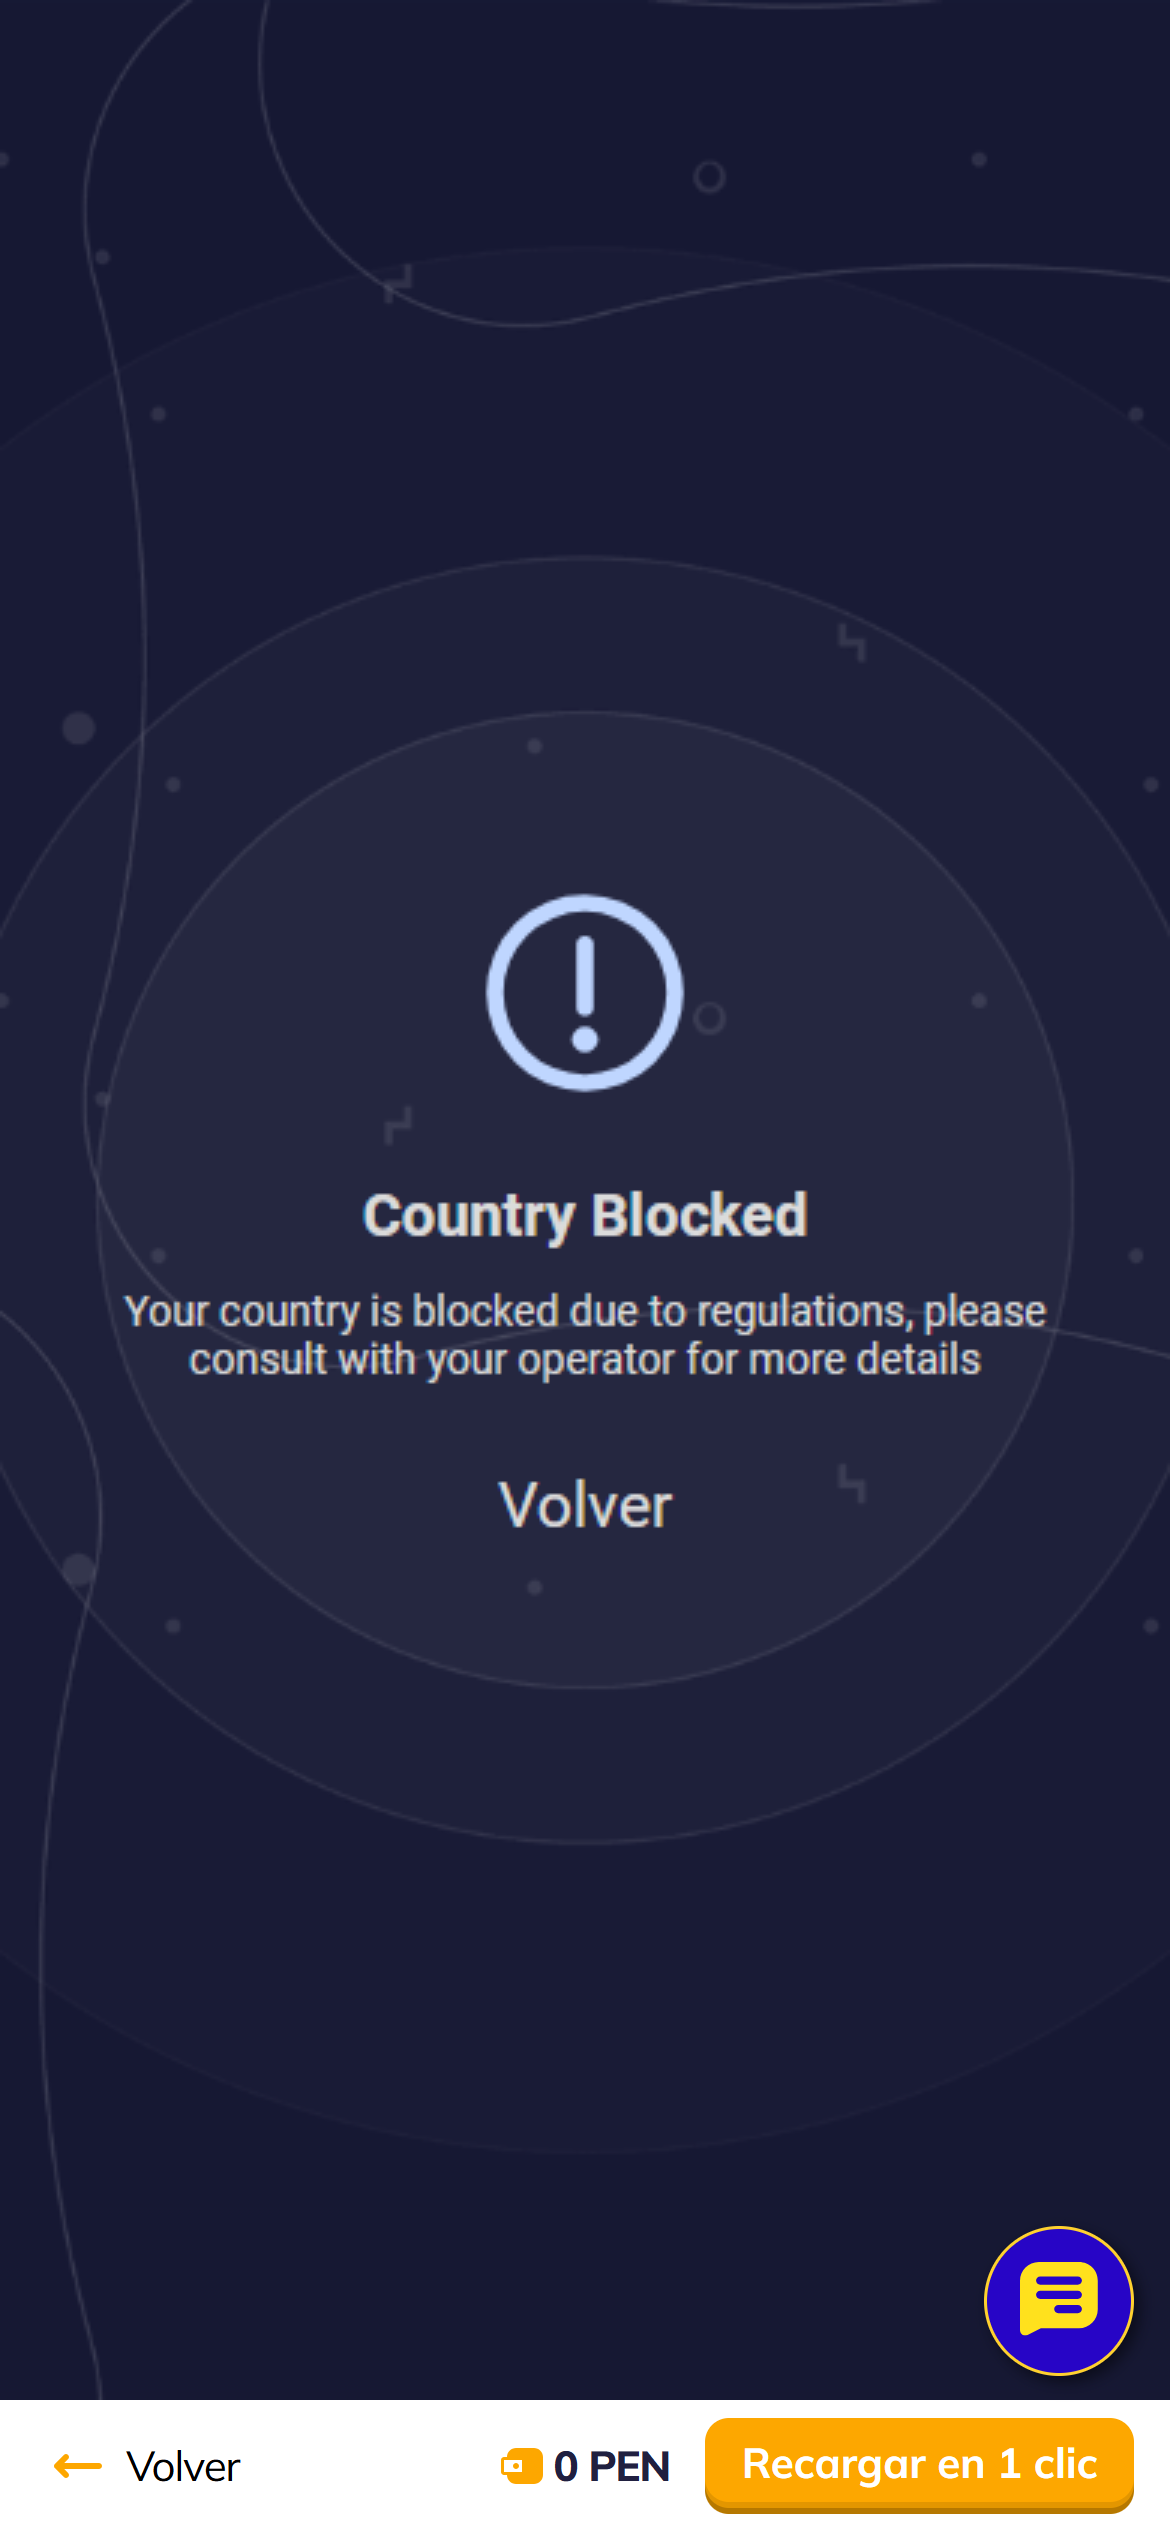 Country Blocked
Your country is blocked due to regulations, please
consult with your operator for more details
Volver
Volver
0 PEN
Recargar en 1 clic